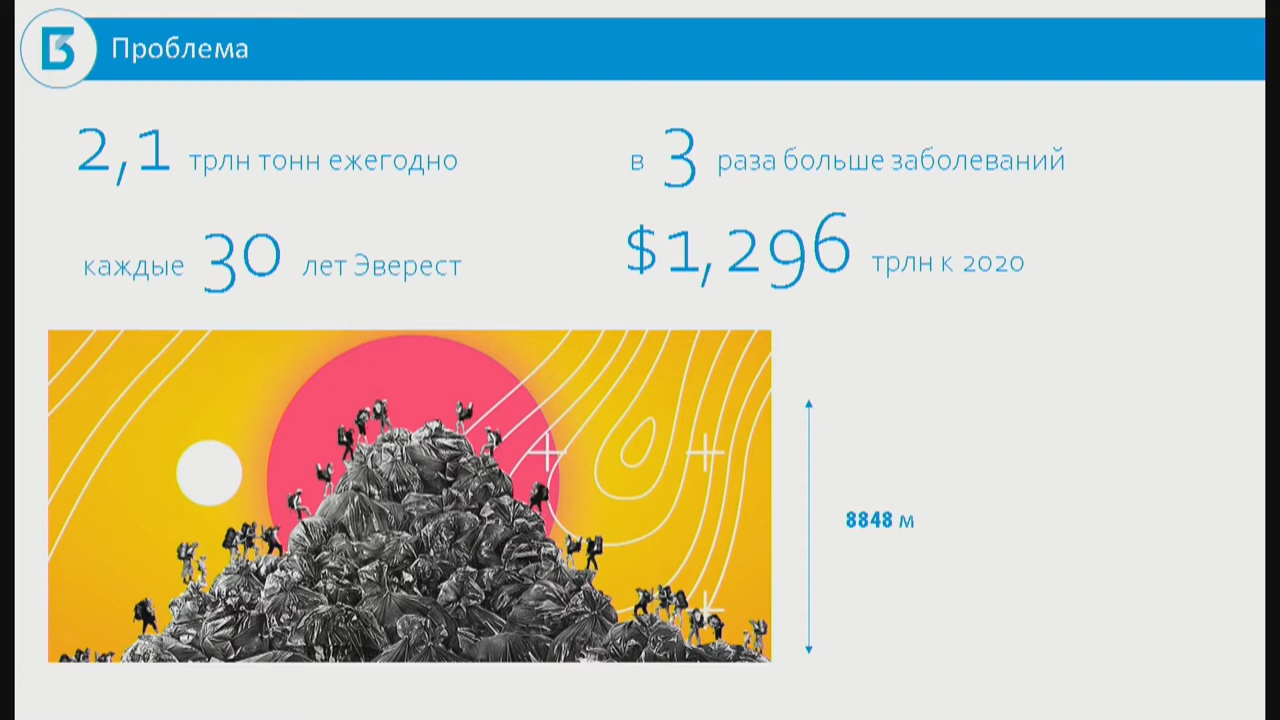 Проблема
2,1 трлн тонн ежегодно
в 3 раза больше заболеваний
каждые 30 лет Эверест
$1,296 трлн к 2020
8848 м